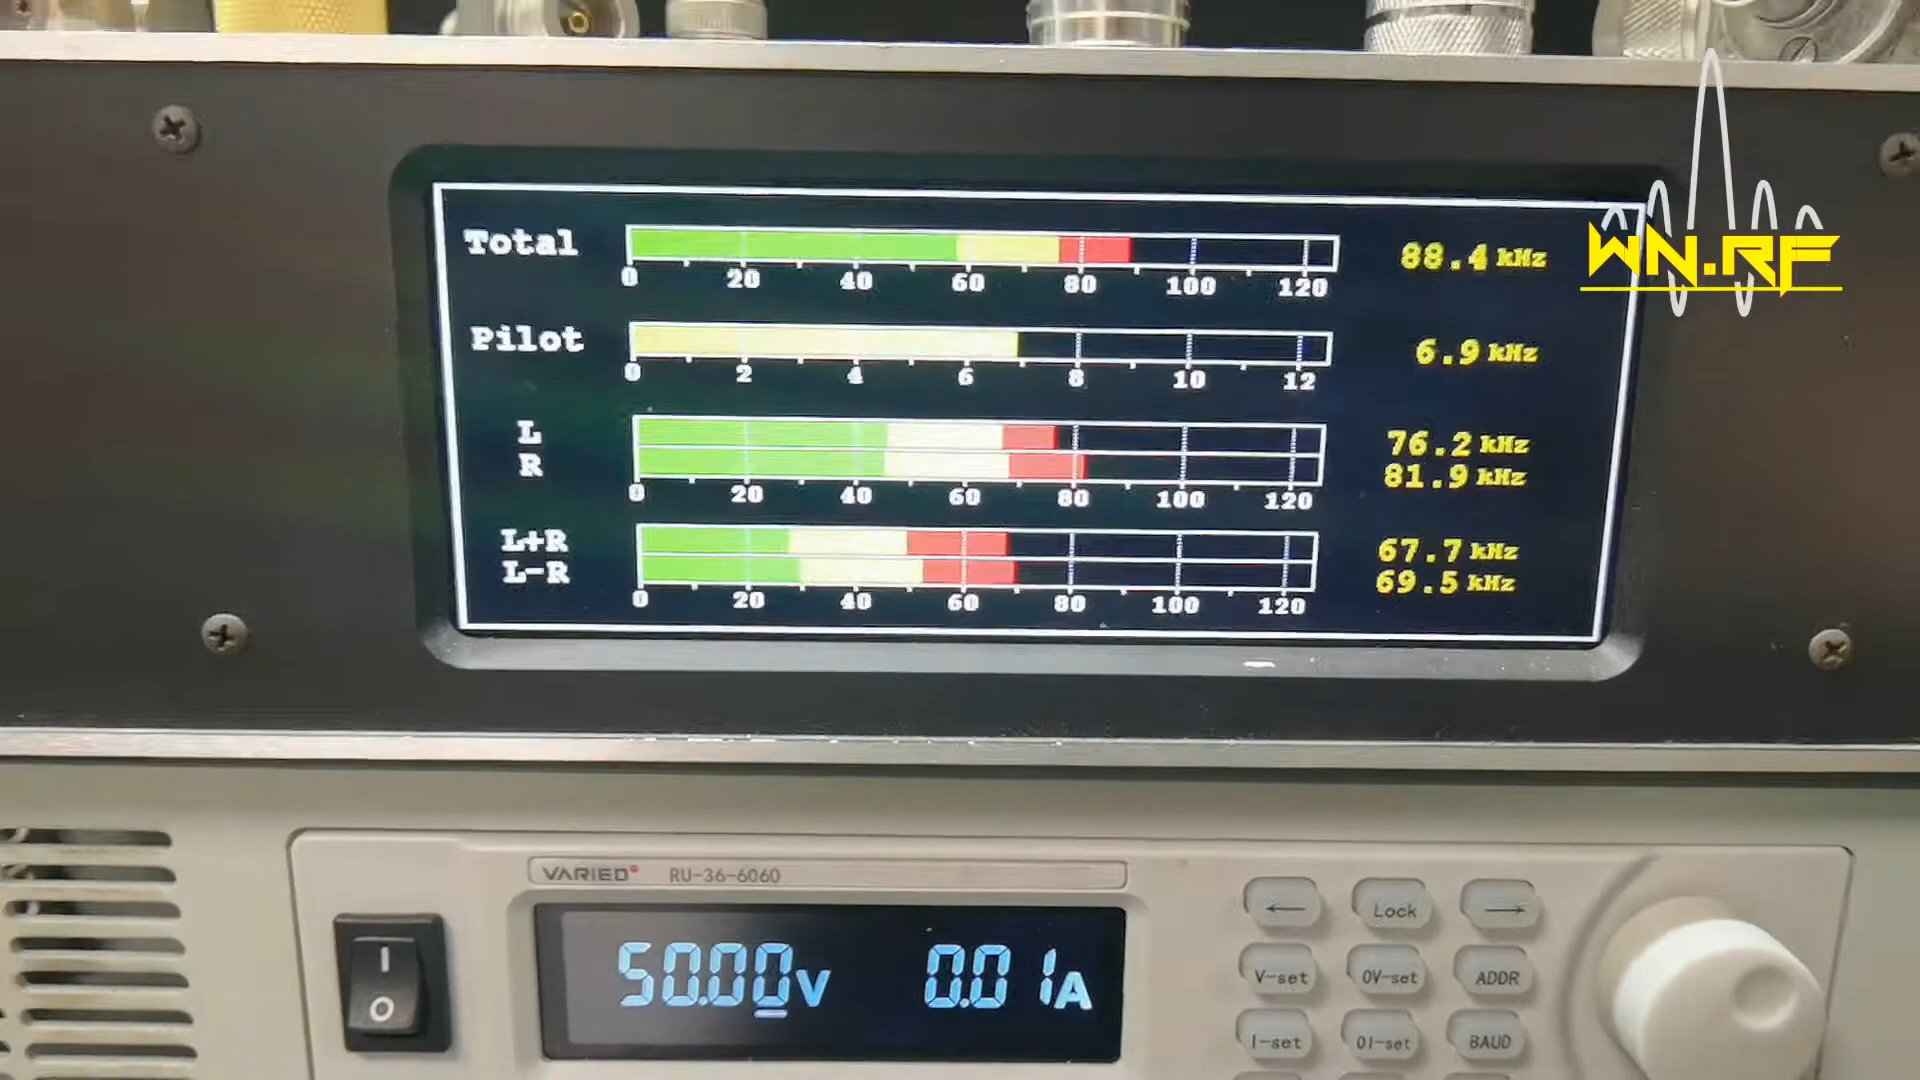 Total
88.4 kHz
0 20 40 60 80 100 120
WN.RF
Pilot
6.9 kHz
0 2 4 6 8 10 12
L
76.2 kHz
R
81.9 kHz
0 20 40 60 80 100 120
L+R
67.7 kHz
L-R
69.5 kHz
0 20 40 60 80 100 120
VARIED RU-36-6060
50.00V 0.01A
← Lock →
V-set OV-set ADDR
I-set OI-set BAUD
I
O